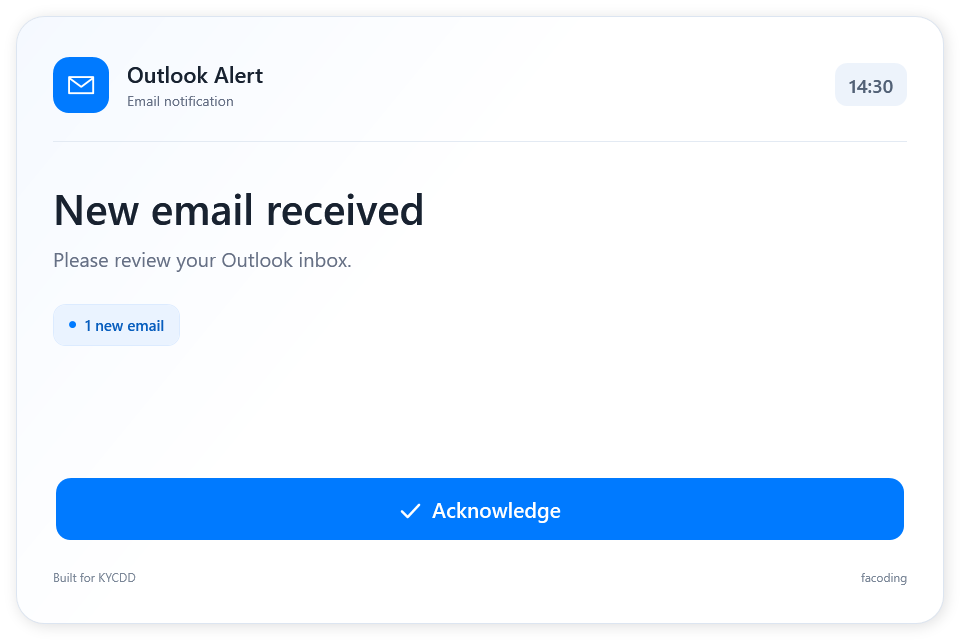 Outlook Alert
Email notification
14:30
New email received
Please review your Outlook inbox.
1 new email
Acknowledge
Built for KYCDD
facoding